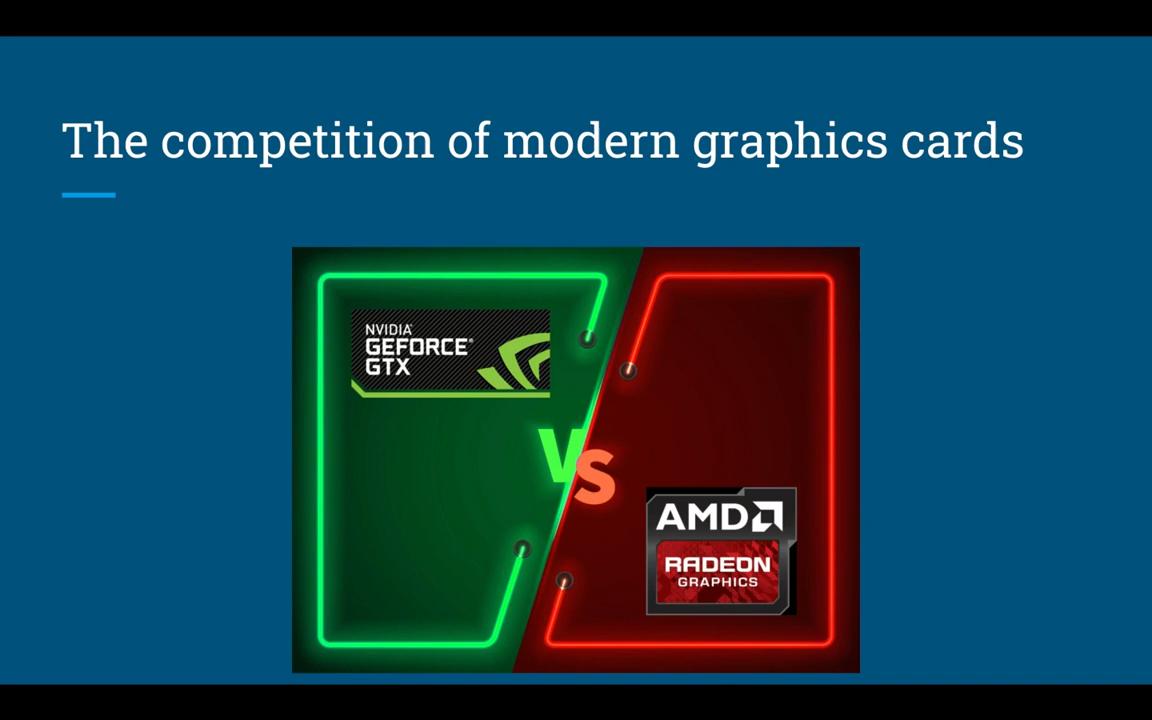 The competition of modern graphics cards
NVIDIA®
GEFORCE®
GTX
VS
AMD
RADEON
GRAPHICS